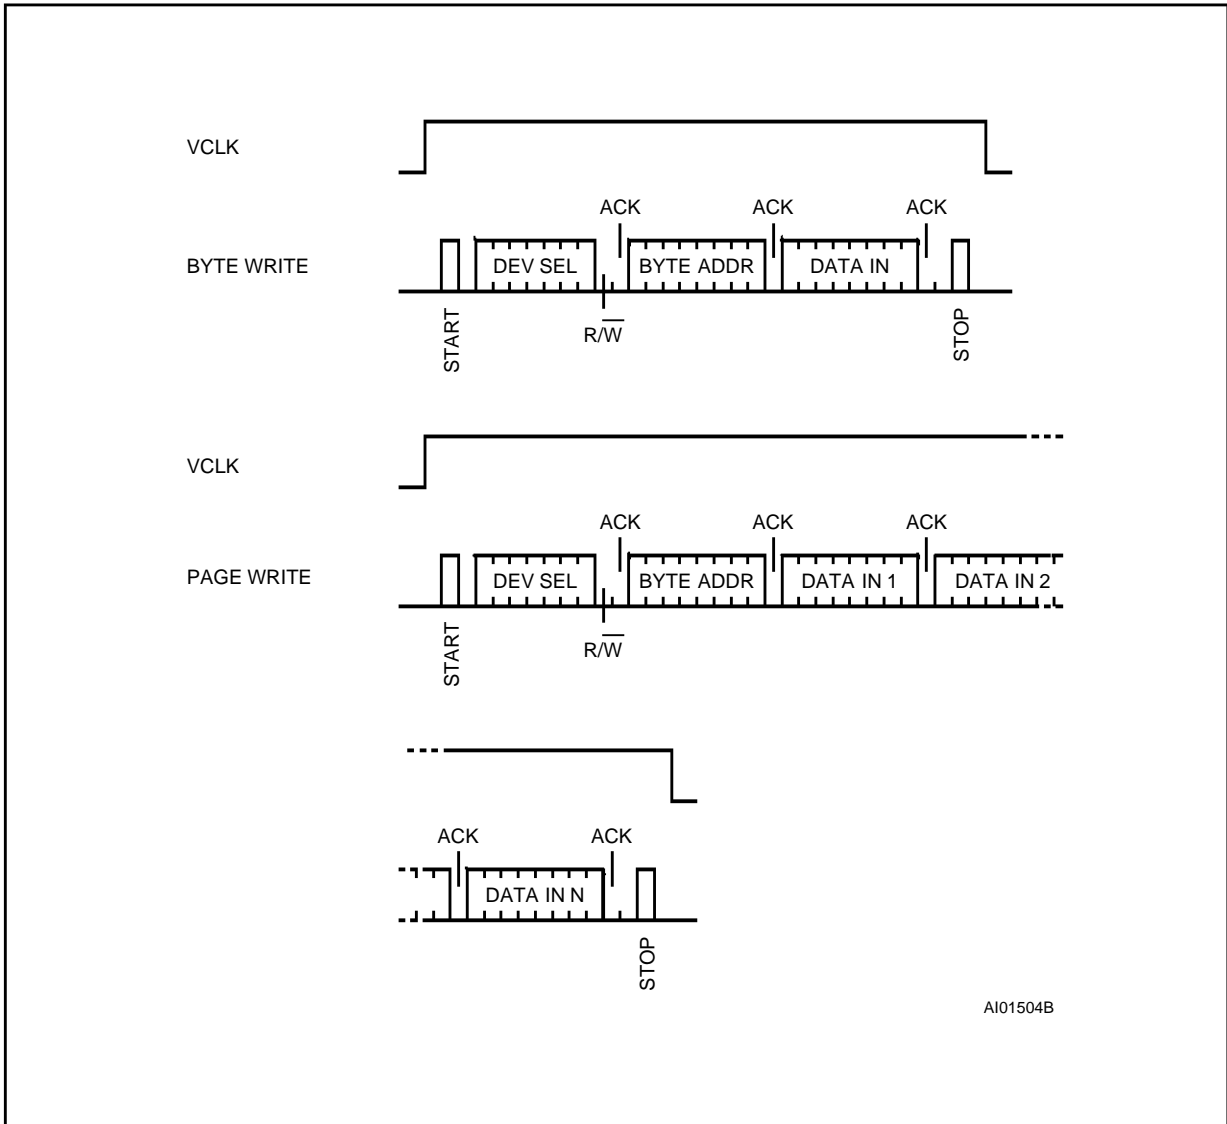 VCLK
ACK ACK ACK
BYTE WRITE DEV SEL BYTE ADDR DATA IN
START R/W̅ STOP
VCLK
ACK ACK ACK
PAGE WRITE DEV SEL BYTE ADDR DATA IN 1 DATA IN 2
START R/W̅
ACK ACK
DATA IN N
STOP
AI01504B